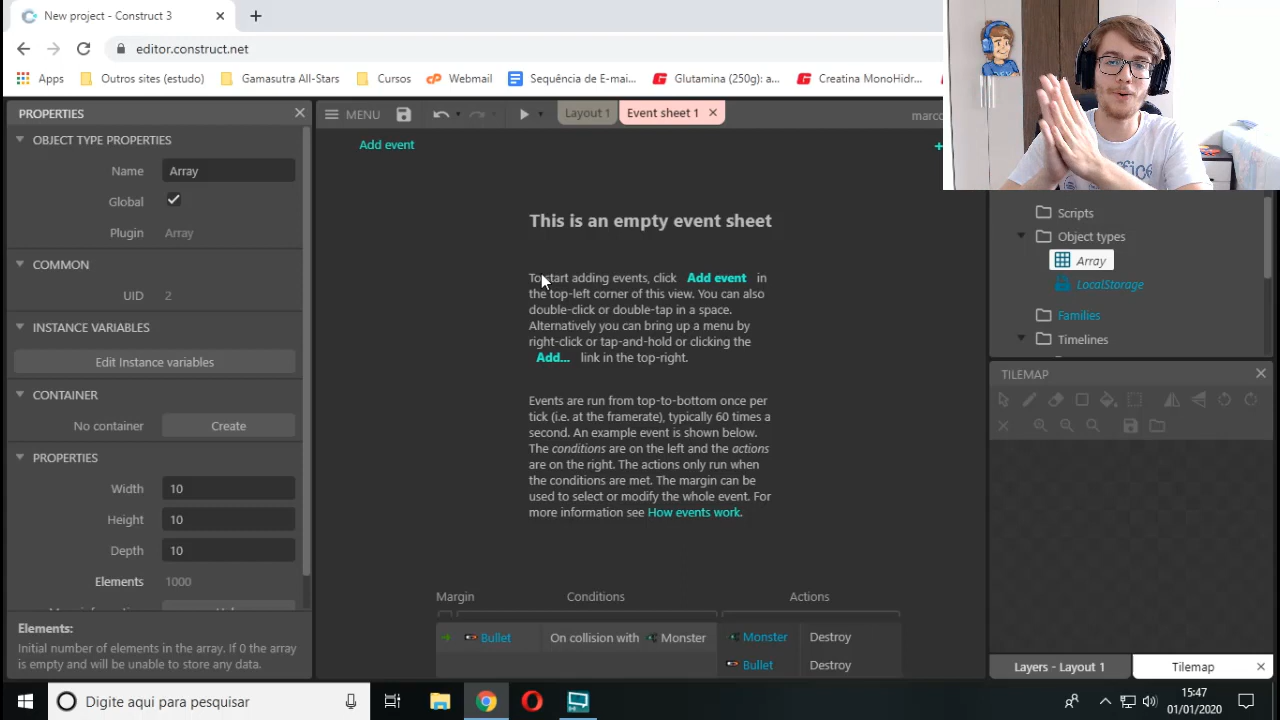 New project - Construct 3
editor.construct.net
Apps
Outros sites (estudo)
Gamasutra All-Stars
Cursos
Webmail
Sequência de E-mai...
Glutamina (250g): a...
Creatina MonoHidr...
PROPERTIES
MENU
Layout 1
Event sheet 1
marco
OBJECT TYPE PROPERTIES
Name
Array
Global
Plugin
Array
COMMON
UID
2
INSTANCE VARIABLES
Edit Instance variables
CONTAINER
No container
Create
PROPERTIES
Width
10
Height
10
Depth
10
Elements
1000
Elements:
Initial number of elements in the array. If 0 the array
is empty and will be unable to store any data.
Add event
This is an empty event sheet
To start adding events, click Add event in
the top-left corner of this view. You can also
double-click or double-tap in a space.
Alternatively you can bring up a menu by
right-click or tap-and-hold or clicking the
Add... link in the top-right.
Events are run from top-to-bottom once per
tick (i.e. at the framerate), typically 60 times a
second. An example event is shown below.
The conditions are on the left and the actions
are on the right. The actions only run when
the conditions are met. The margin can be
used to select or modify the whole event. For
more information see How events work.
Margin
Conditions
Actions
Bullet
On collision with Monster
Monster
Destroy
Bullet
Destroy
Scripts
Object types
Array
LocalStorage
Families
Timelines
TILEMAP
Layers - Layout 1
Tilemap
Digite aqui para pesquisar
15:47
01/01/2020